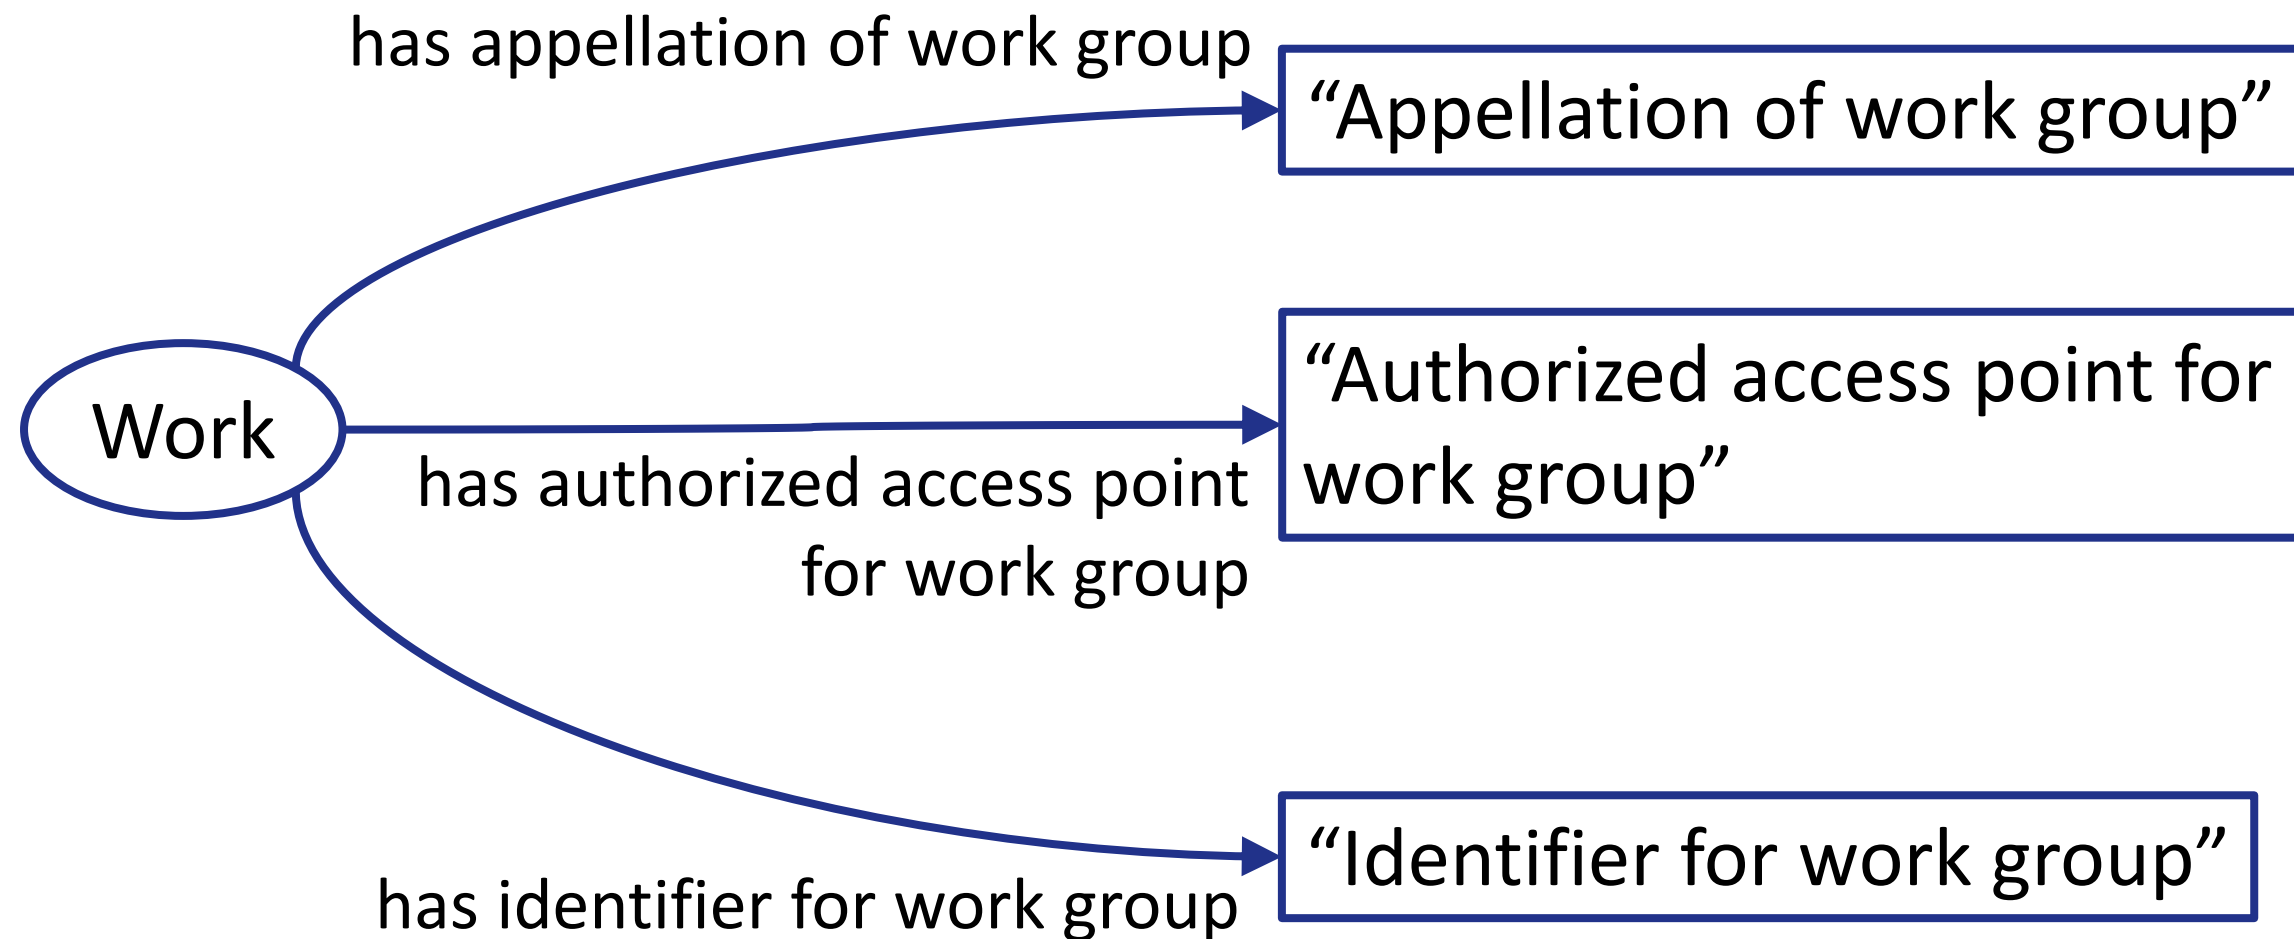 has appellation of work group
“Appellation of work group”
“Authorized access point for
work group”
Work
has authorized access point
for work group
“Identifier for work group”
has identifier for work group